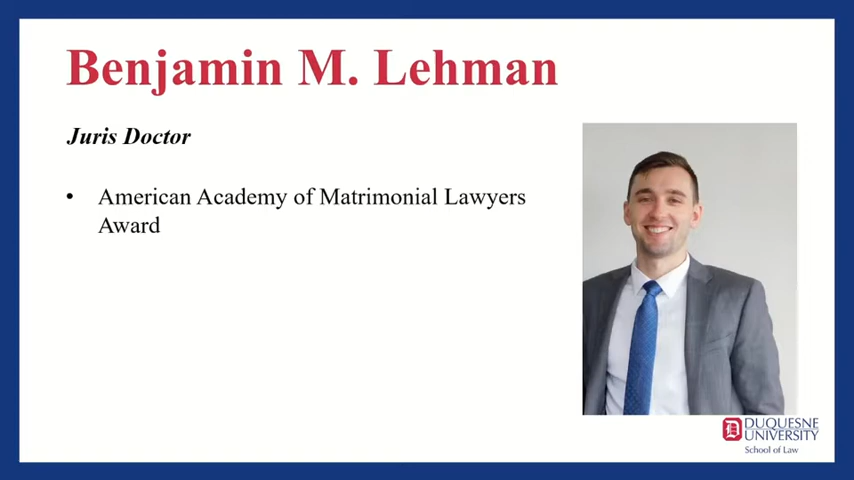 Benjamin M. Lehman
Juris Doctor
• American Academy of Matrimonial Lawyers
Award
D
DUQUESNE
UNIVERSITY
School of Law